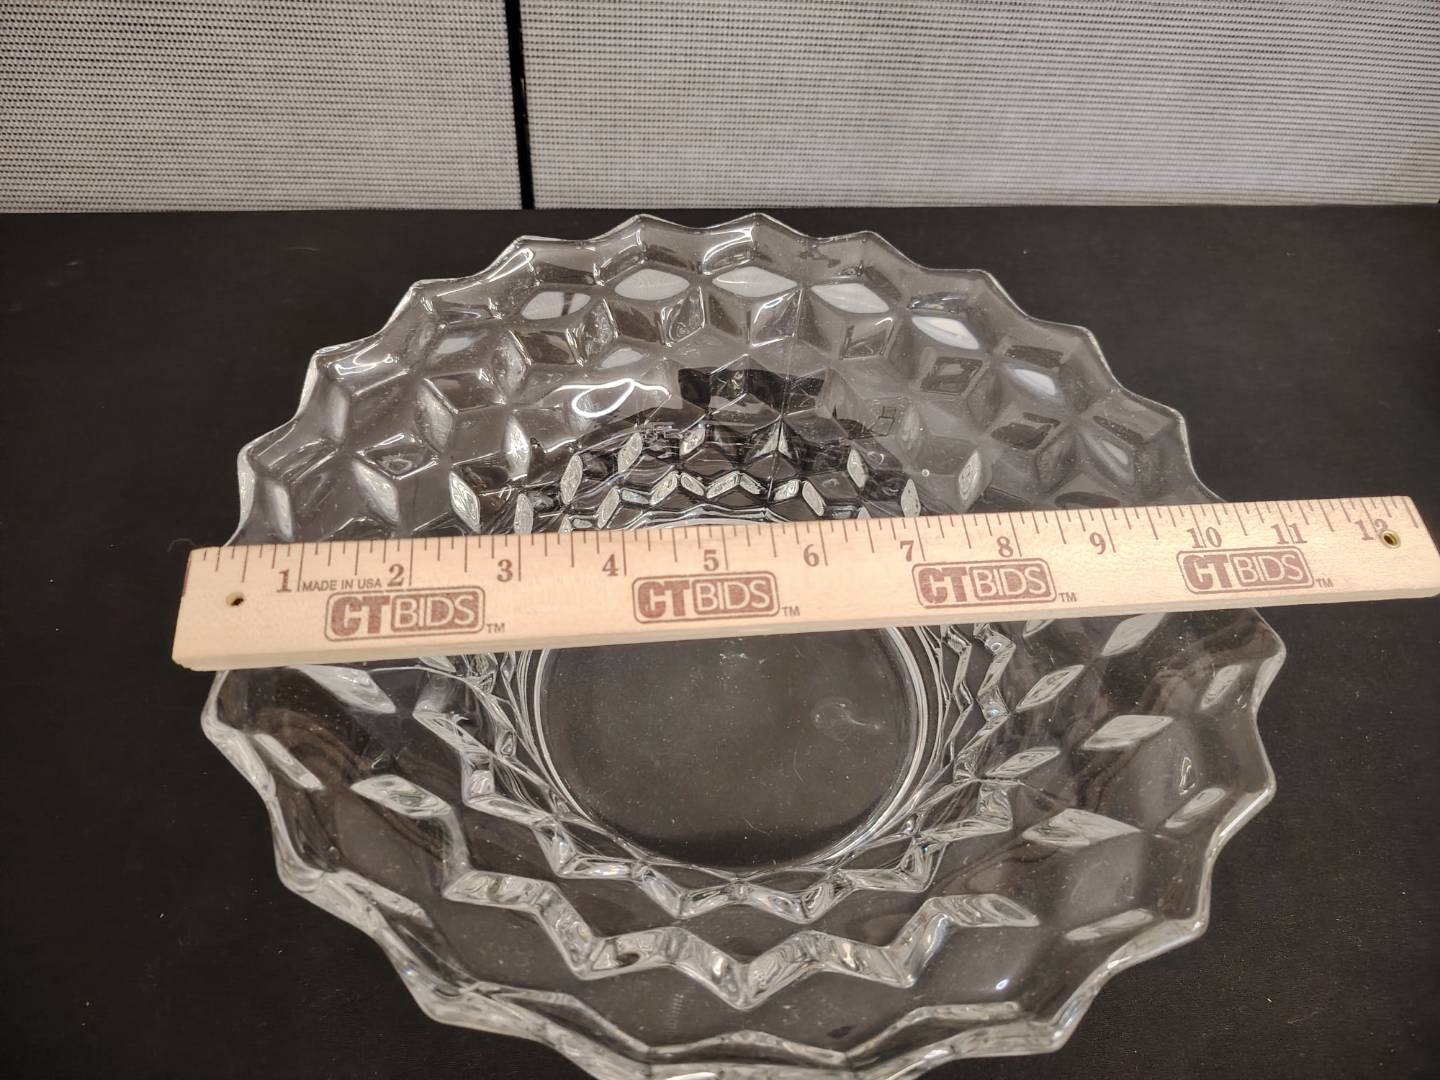 1 MADE IN USA 2 3 4 5 6 7 8 9 10 11 12
CTBIDS™ CTBIDS™ CTBIDS™ CTBIDS™